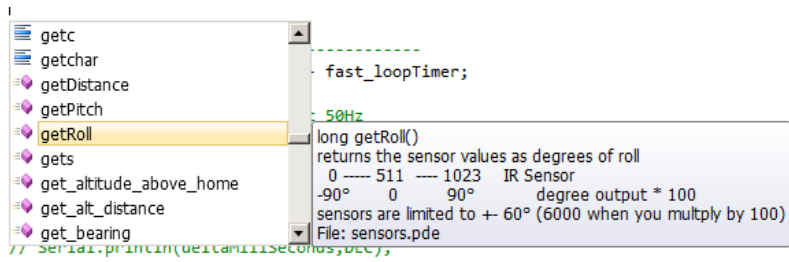 getc
getchar
--------------
getDistance
- fast_loopTimer;
getPitch
50Hz
getRoll
long getRoll()
gets
returns the sensor values as degrees of roll
0 ----- 511 ---- 1023 IR Sensor
get_altitude_above_home
-90° 0 90° degree output * 100
get_alt_distance
sensors are limited to +- 60° (6000 when you multply by 100)
get_bearing
File: sensors.pde
// Serial.println(deltaMiliSeconds,DEC);